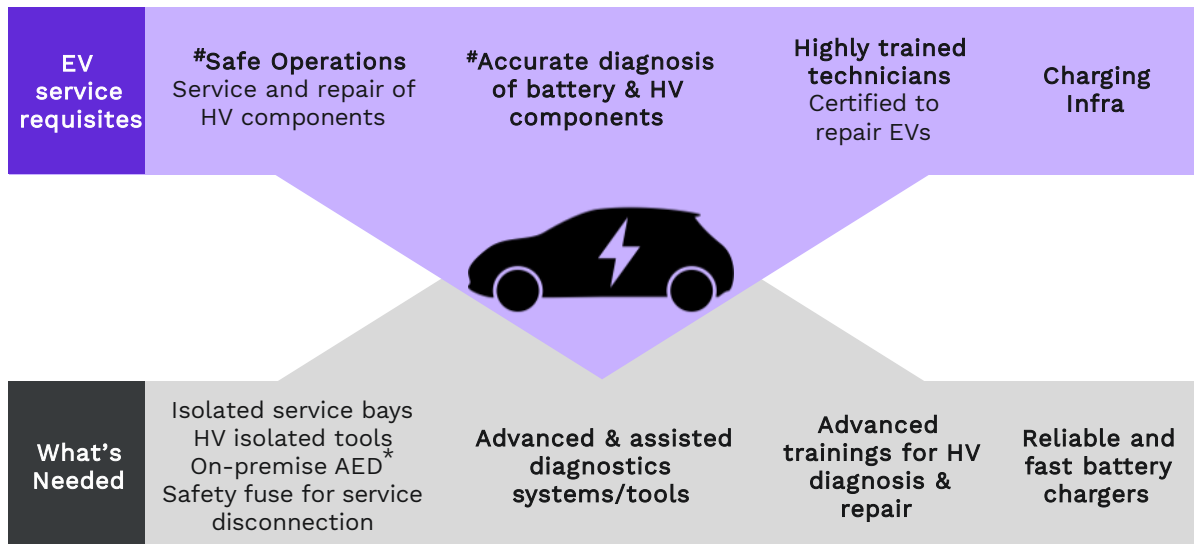 EV
service
requisites
#Safe Operations
Service and repair of
HV components
#Accurate diagnosis
of battery & HV
components
Highly trained
technicians
Certified to
repair EVs
Charging
Infra
What’s
Needed
Isolated service bays
HV isolated tools
On-premise AED*
Safety fuse for service
disconnection
Advanced & assisted
diagnostics
systems/tools
Advanced
trainings for HV
diagnosis &
repair
Reliable and
fast battery
chargers